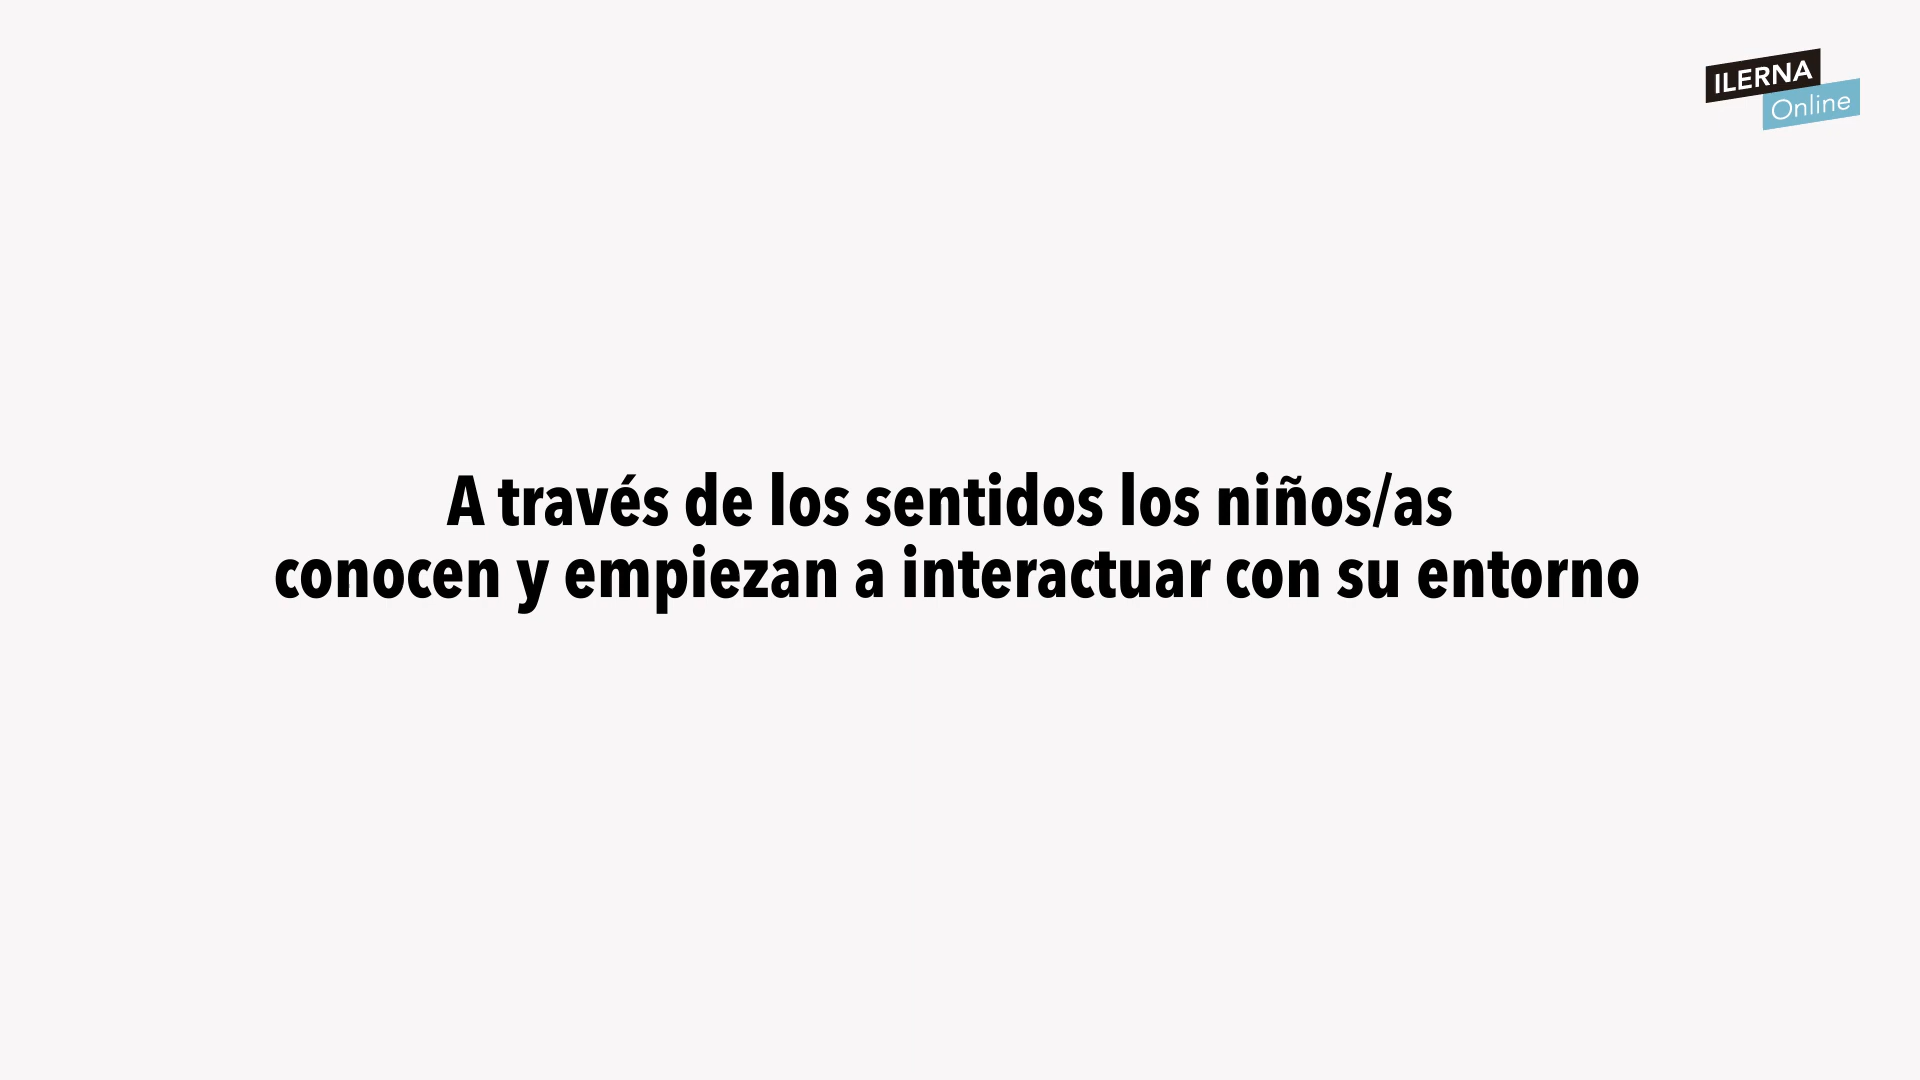 ILERNA
Online
A través de los sentidos los niños/as
conocen y empiezan a interactuar con su entorno